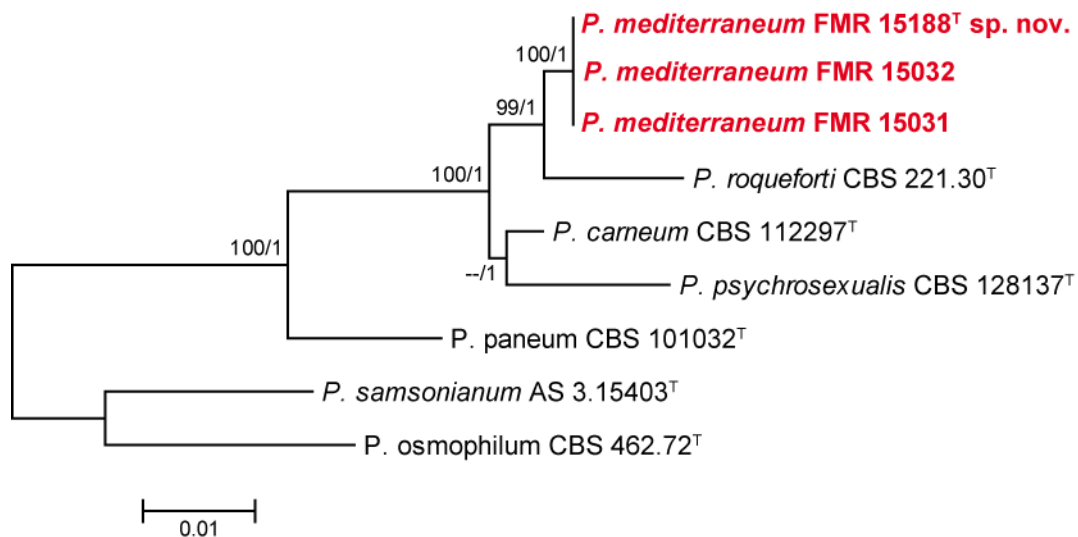 P. mediterraneum FMR 15188ᵀ sp. nov.
100/1
P. mediterraneum FMR 15032
99/1
P. mediterraneum FMR 15031
100/1
P. roqueforti CBS 221.30ᵀ
P. carneum CBS 112297ᵀ
100/1
--/1
P. psychrosexualis CBS 128137ᵀ
P. paneum CBS 101032ᵀ
P. samsonianum AS 3.15403ᵀ
P. osmophilum CBS 462.72ᵀ
0.01